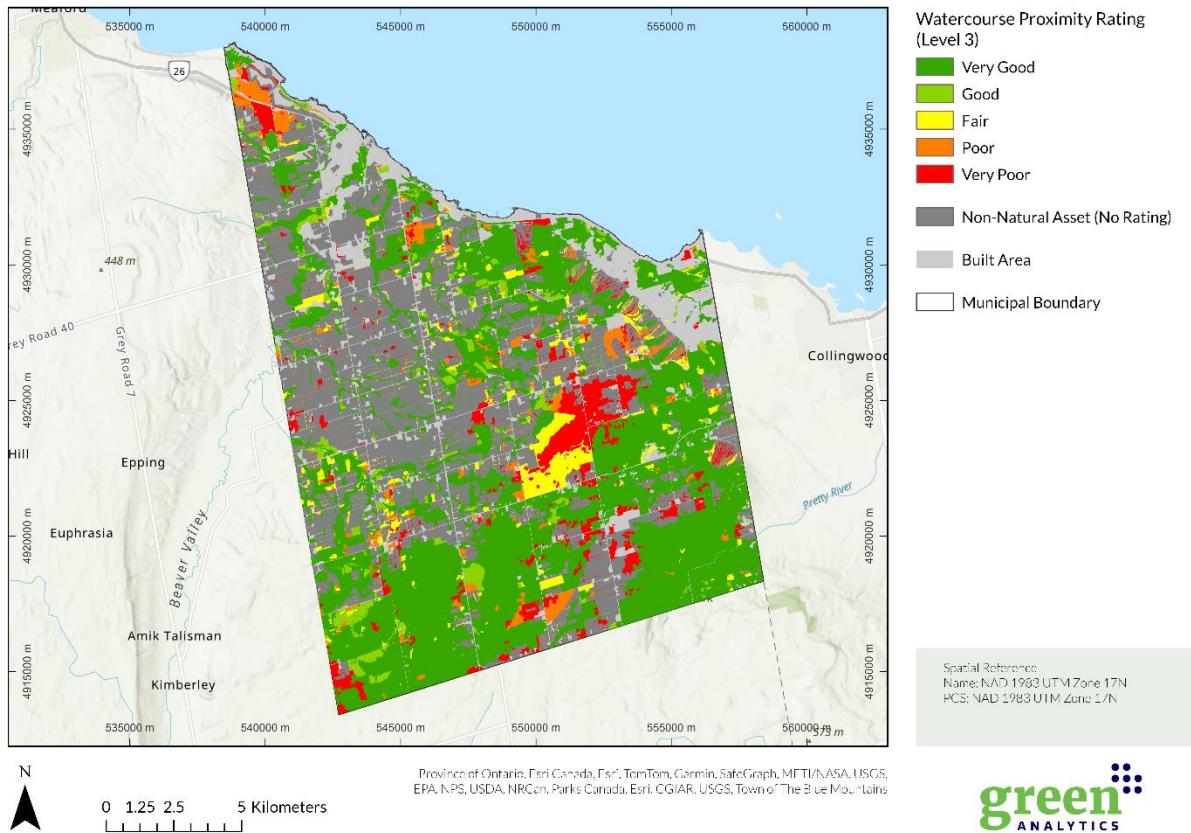 Meaford
535000 m
540000 m
545000 m
550000 m
555000 m
560000 m
26
4935000 m
4935000 m
4930000 m
4930000 m
448 m
rey Road 40
Grey Road 7
Collingwood
4925000 m
4925000 m
Hill
Epping
Pretty River
Euphrasia
Beaver Valley
4920000 m
4920000 m
Amik Talisman
Kimberley
4915000 m
4915000 m
535000 m
540000 m
545000 m
550000 m
555000 m
560000 m
573 m
Watercourse Proximity Rating
(Level 3)
Very Good
Good
Fair
Poor
Very Poor
Non-Natural Asset (No Rating)
Built Area
Municipal Boundary
Spatial Reference
Name: NAD 1983 UTM Zone 17N
PCS: NAD 1983 UTM Zone 17N
N
0 1.25 2.5 5 Kilometers
Province of Ontario, Esri Canada, Esri, TomTom, Garmin, SafeGraph, METI/NASA, USGS,
EPA, NPS, USDA, NRCan, Parks Canada, Esri, CGIAR, USGS, Town of The Blue Mountains
green
ANALYTICS